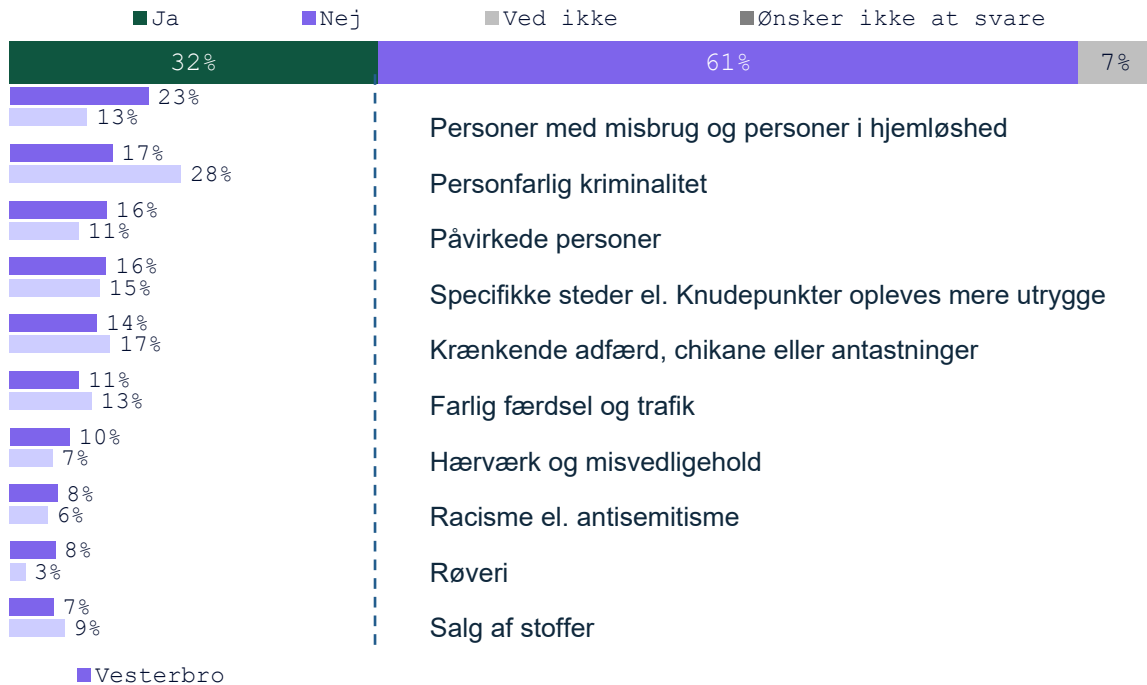 Ja Nej Ved ikke Ønsker ikke at svare
32% 61% 7%
23%
13%
Personer med misbrug og personer i hjemløshed
17%
28%
Personfarlig kriminalitet
16%
11%
Påvirkede personer
16%
15%
Specifikke steder el. Knudepunkter opleves mere utrygge
14%
17%
Krænkende adfærd, chikane eller antastninger
11%
13%
Farlig færdsel og trafik
10%
7%
Hærværk og misvedligehold
8%
6%
Racisme el. antisemitisme
8%
3%
Røveri
7%
9%
Salg af stoffer
Vesterbro